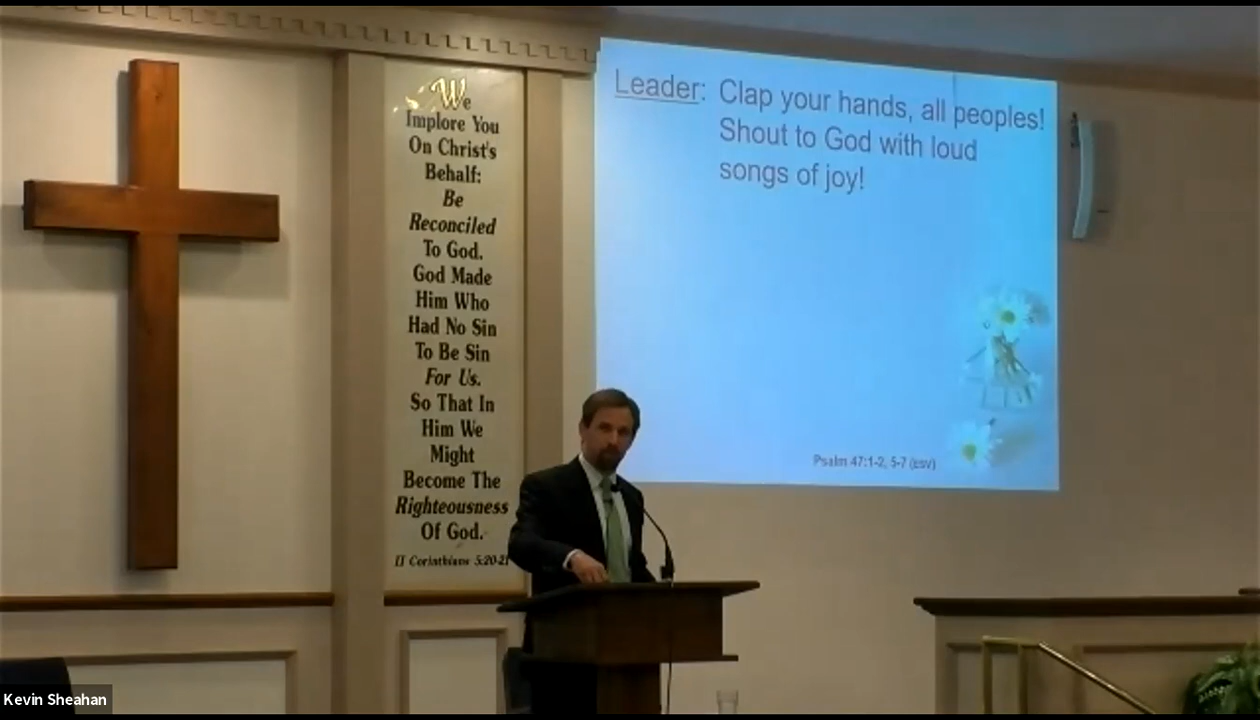 We
Implore You
On Christ's
Behalf:
Be
Reconciled
To God.
God Made
Him Who
Had No Sin
To Be Sin
For Us.
So That In
Him We
Might
Become The
Righteousness
Of God.
II Corinthians 5:20-21
Leader: Clap your hands, all peoples!
Shout to God with loud
songs of joy!
Psalm 47:1-2, 5-7 (ESV)
Kevin Sheahan